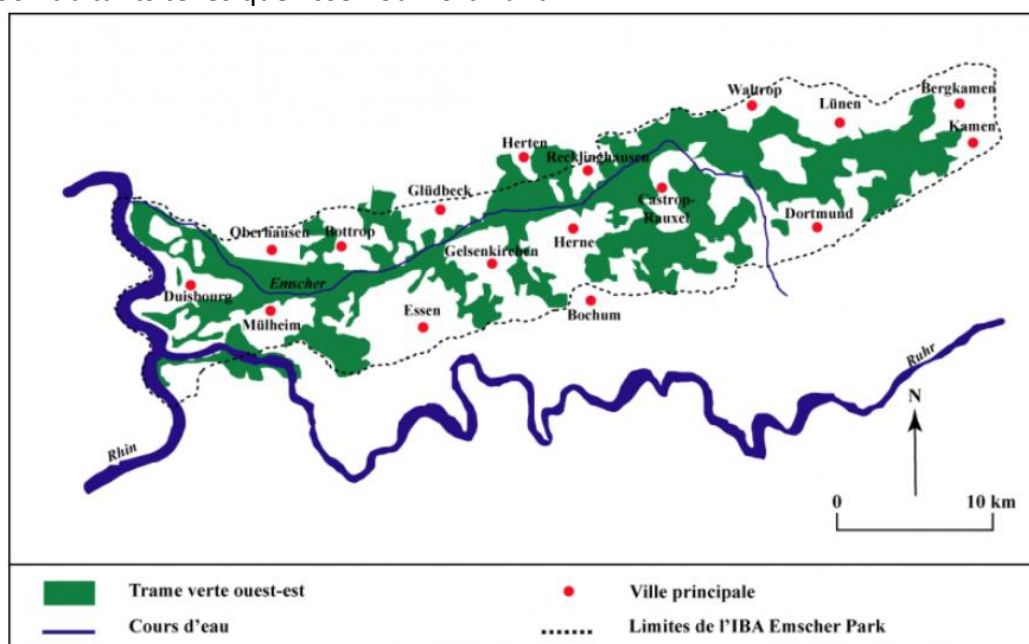 Waltrop
Bergkamen
Lünen
Kamen
Herten
Recklinghausen
Glüdbeck
Castrop-
Rauxel
Dortmund
Oberhausen
Bottrop
Herne
Gelsenkirchen
Emscher
Duisbourg
Essen
Bochum
Mülheim
Ruhr
N
Rhin
0 10 km
Trame verte ouest-est
Ville principale
Cours d'eau
Limites de l'IBA Emscher Park